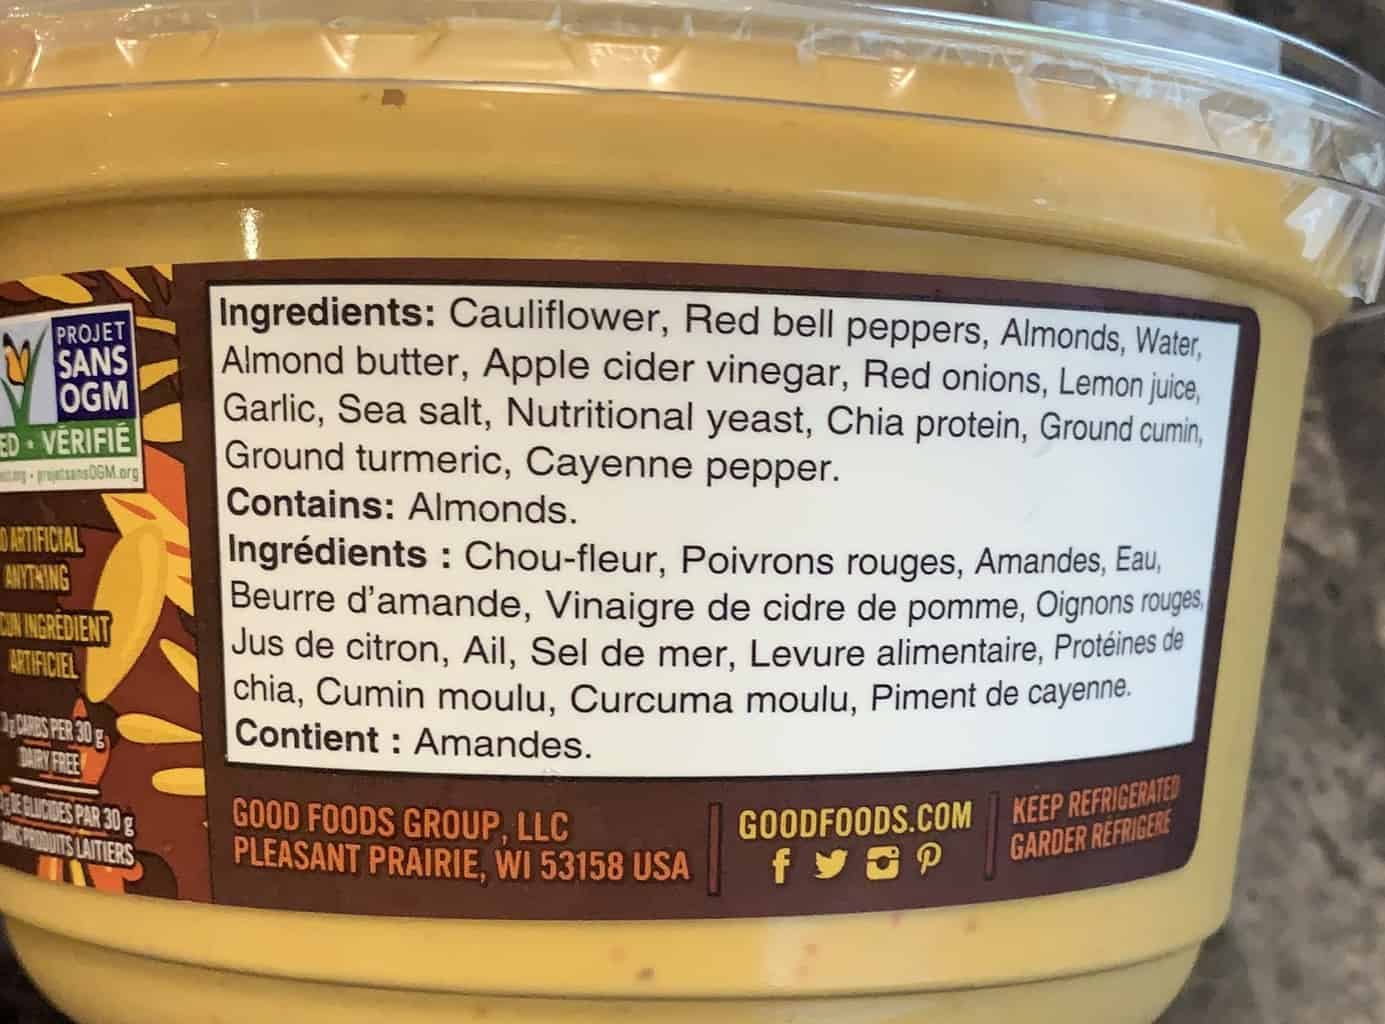 PROJET
SANS
OGM
VÉRIFIÉ
projetsansOGM.org
ARTIFICIAL
ANYTHING
INGRÉDIENT
ARTIFICIEL
CARBS PER 30 g
DAIRY FREE
DE GLUCIDES PAR 30 g
PRODUITS LAITIERS
Ingredients: Cauliflower, Red bell peppers, Almonds, Water,
Almond butter, Apple cider vinegar, Red onions, Lemon juice,
Garlic, Sea salt, Nutritional yeast, Chia protein, Ground cumin,
Ground turmeric, Cayenne pepper.
Contains: Almonds.
Ingrédients : Chou-fleur, Poivrons rouges, Amandes, Eau,
Beurre d'amande, Vinaigre de cidre de pomme, Oignons rouges,
Jus de citron, Ail, Sel de mer, Levure alimentaire, Protéines de
chia, Cumin moulu, Curcuma moulu, Piment de cayenne.
Contient : Amandes.
GOOD FOODS GROUP, LLC
PLEASANT PRAIRIE, WI 53158 USA
GOODFOODS.COM
KEEP REFRIGERATED
GARDER RÉFRIGÉRÉ